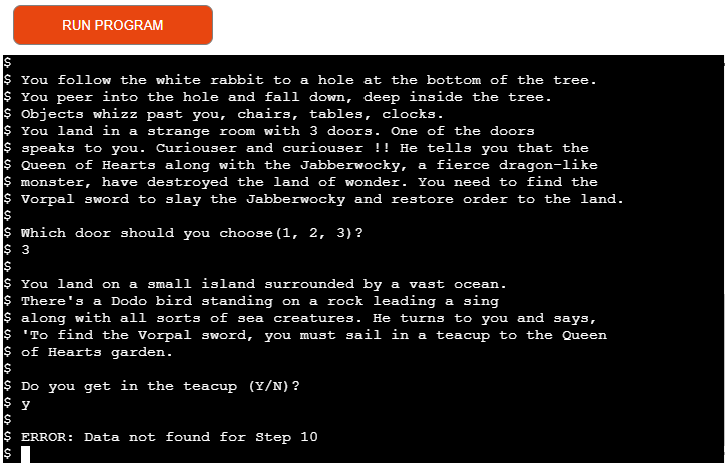 RUN PROGRAM
$
$ You follow the white rabbit to a hole at the bottom of the tree.
$ You peer into the hole and fall down, deep inside the tree.
$ Objects whizz past you, chairs, tables, clocks.
$ You land in a strange room with 3 doors. One of the doors
$ speaks to you. Curiouser and curiouser !! He tells you that the
$ Queen of Hearts along with the Jabberwocky, a fierce dragon-like
$ monster, have destroyed the land of wonder. You need to find the
$ Vorpal sword to slay the Jabberwocky and restore order to the land.
$
$ Which door should you choose(1, 2, 3)?
$ 3
$
$ You land on a small island surrounded by a vast ocean.
$ There's a Dodo bird standing on a rock leading a sing
$ along with all sorts of sea creatures. He turns to you and says,
$ 'To find the Vorpal sword, you must sail in a teacup to the Queen
$ of Hearts garden.
$
$ Do you get in the teacup (Y/N)?
$ y
$
$ ERROR: Data not found for Step 10
$